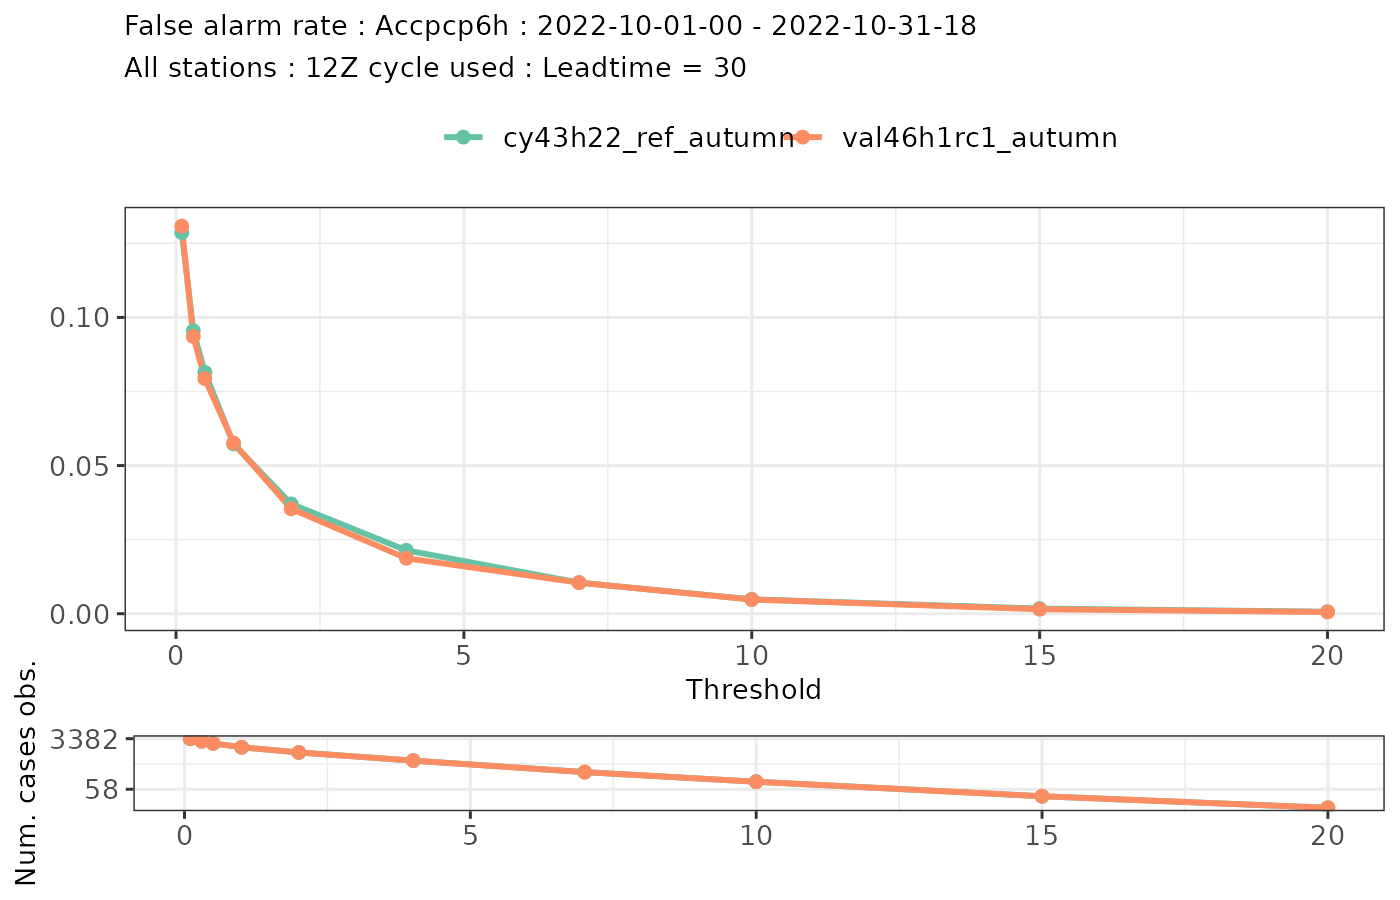 False alarm rate : Accpcp6h : 2022-10-01-00 - 2022-10-31-18
All stations : 12Z cycle used : Leadtime = 30
cy43h22_ref_autumn val46h1rc1_autumn
0.10
0.05
0.00
0 5 10 15 20
Threshold
Num. cases obs.
3382
58
0 5 10 15 20